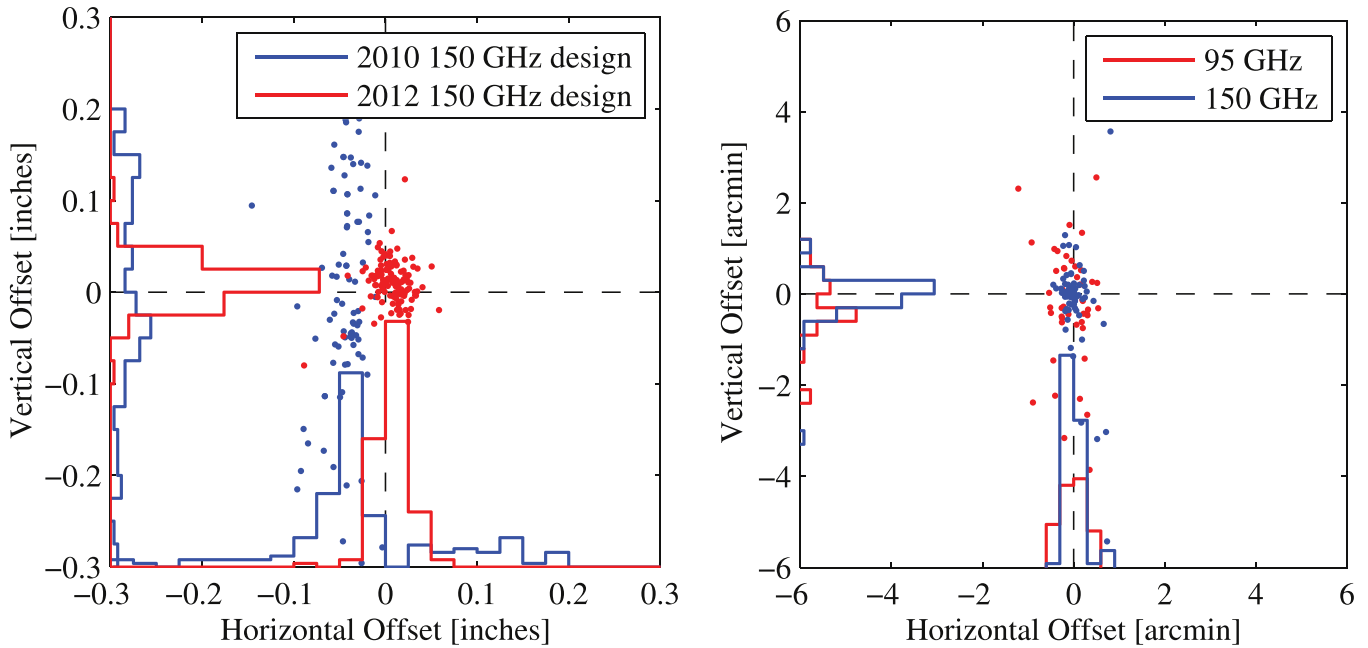 0.3
0.2
0.1
0
−0.1
−0.2
−0.3
Vertical Offset [inches]
2010 150 GHz design
2012 150 GHz design
−0.3 −0.2 −0.1 0 0.1 0.2 0.3
Horizontal Offset [inches]
6
4
2
0
−2
−4
−6
Vertical Offset [arcmin]
95 GHz
150 GHz
−6 −4 −2 0 2 4 6
Horizontal Offset [arcmin]